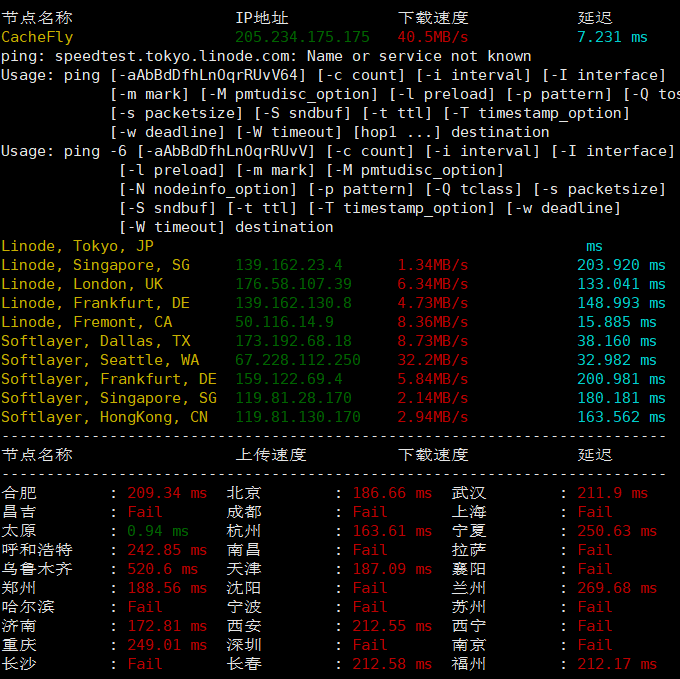 节点名称 IP地址 下载速度 延迟
CacheFly 205.234.175.175 40.5MB/s 7.231 ms
ping: speedtest.tokyo.linode.com: Name or service not known
Usage: ping [-aAbBdDfhLnOqrRUvV64] [-c count] [-i interval] [-I interface]
[-m mark] [-M pmtudisc_option] [-l preload] [-p pattern] [-Q tos
[-s packetsize] [-S sndbuf] [-t ttl] [-T timestamp_option]
[-w deadline] [-W timeout] [hop1 ...] destination
Usage: ping -6 [-aAbBdDfhLnOqrRUvV] [-c count] [-i interval] [-I interface]
[-l preload] [-m mark] [-M pmtudisc_option]
[-N nodeinfo_option] [-p pattern] [-Q tclass] [-s packetsize]
[-S sndbuf] [-t ttl] [-T timestamp_option] [-w deadline]
[-W timeout] destination
Linode, Tokyo, JP ms
Linode, Singapore, SG 139.162.23.4 1.34MB/s 203.920 ms
Linode, London, UK 176.58.107.39 6.34MB/s 133.041 ms
Linode, Frankfurt, DE 139.162.130.8 4.73MB/s 148.993 ms
Linode, Fremont, CA 50.116.14.9 8.36MB/s 15.885 ms
Softlayer, Dallas, TX 173.192.68.18 8.73MB/s 38.160 ms
Softlayer, Seattle, WA 67.228.112.250 32.2MB/s 32.982 ms
Softlayer, Frankfurt, DE 159.122.69.4 5.84MB/s 200.981 ms
Softlayer, Singapore, SG 119.81.28.170 2.14MB/s 180.181 ms
Softlayer, HongKong, CN 119.81.130.170 2.94MB/s 163.562 ms
--------------------------------------------------------------------------
节点名称 上传速度 下载速度 延迟
--------------------------------------------------------------------------
合肥 : 209.34 ms 北京 : 186.66 ms 武汉 : 211.9 ms
昌吉 : Fail 成都 : Fail 上海 : Fail
太原 : 0.94 ms 杭州 : 163.61 ms 宁夏 : 250.63 ms
呼和浩特 : 242.85 ms 南昌 : Fail 拉萨 : Fail
乌鲁木齐 : 520.6 ms 天津 : 187.09 ms 襄阳 : Fail
郑州 : 188.56 ms 沈阳 : Fail 兰州 : 269.68 ms
哈尔滨 : Fail 宁波 : Fail 苏州 : Fail
济南 : 172.81 ms 西安 : 212.55 ms 西宁 : Fail
重庆 : 249.01 ms 深圳 : Fail 南京 : Fail
长沙 : Fail 长春 : 212.58 ms 福州 : 212.17 ms